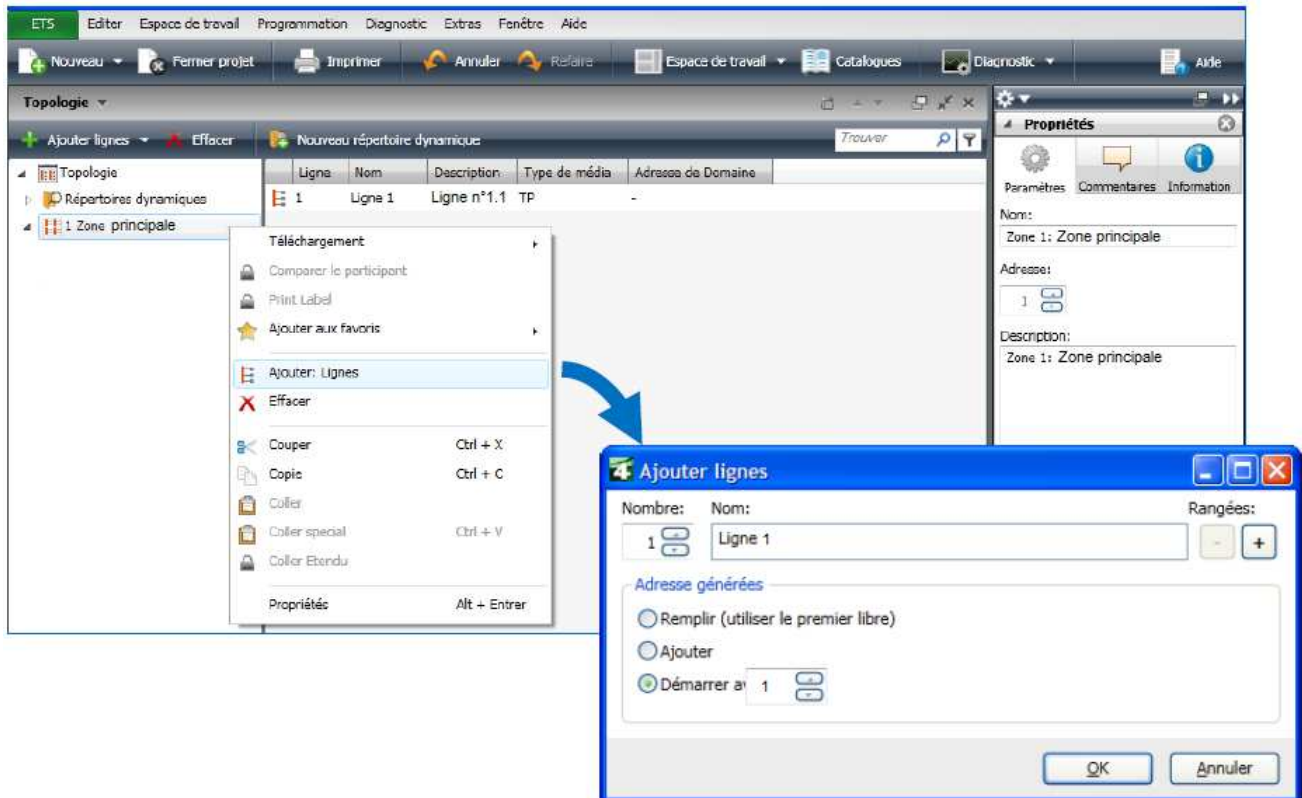 ETS Editer Espace de travail Programmation Diagnostic Extras Fenêtre Aide
Nouveau Fermer projet Imprimer Annuler Refaire Espace de travail Catalogues Diagnostic Aide
Topologie
Ajouter lignes Effacer Nouveau répertoire dynamique Trouver
Topologie
Répertoires dynamiques
1 Zone principale
Ligne Nom Description Type de média Adresse de Domaine
1 Ligne 1 Ligne n°1.1 TP -
Téléchargement
Comparer le participant
Print Label
Ajouter aux favoris
Ajouter: Lignes
Effacer
Couper Ctrl + X
Copie Ctrl + C
Coller
Coller special Ctrl + V
Coller Etendu
Propriétés Alt + Entrer
Propriétés
Paramètres Commentaires Information
Nom:
Zone 1: Zone principale
Adresse:
1
Description:
Zone 1: Zone principale
4 Ajouter lignes
Nombre: Nom: Rangées:
1 Ligne 1 - +
Adresse générées
Remplir (utiliser le premier libre)
Ajouter
Démarrer a 1
OK Annuler